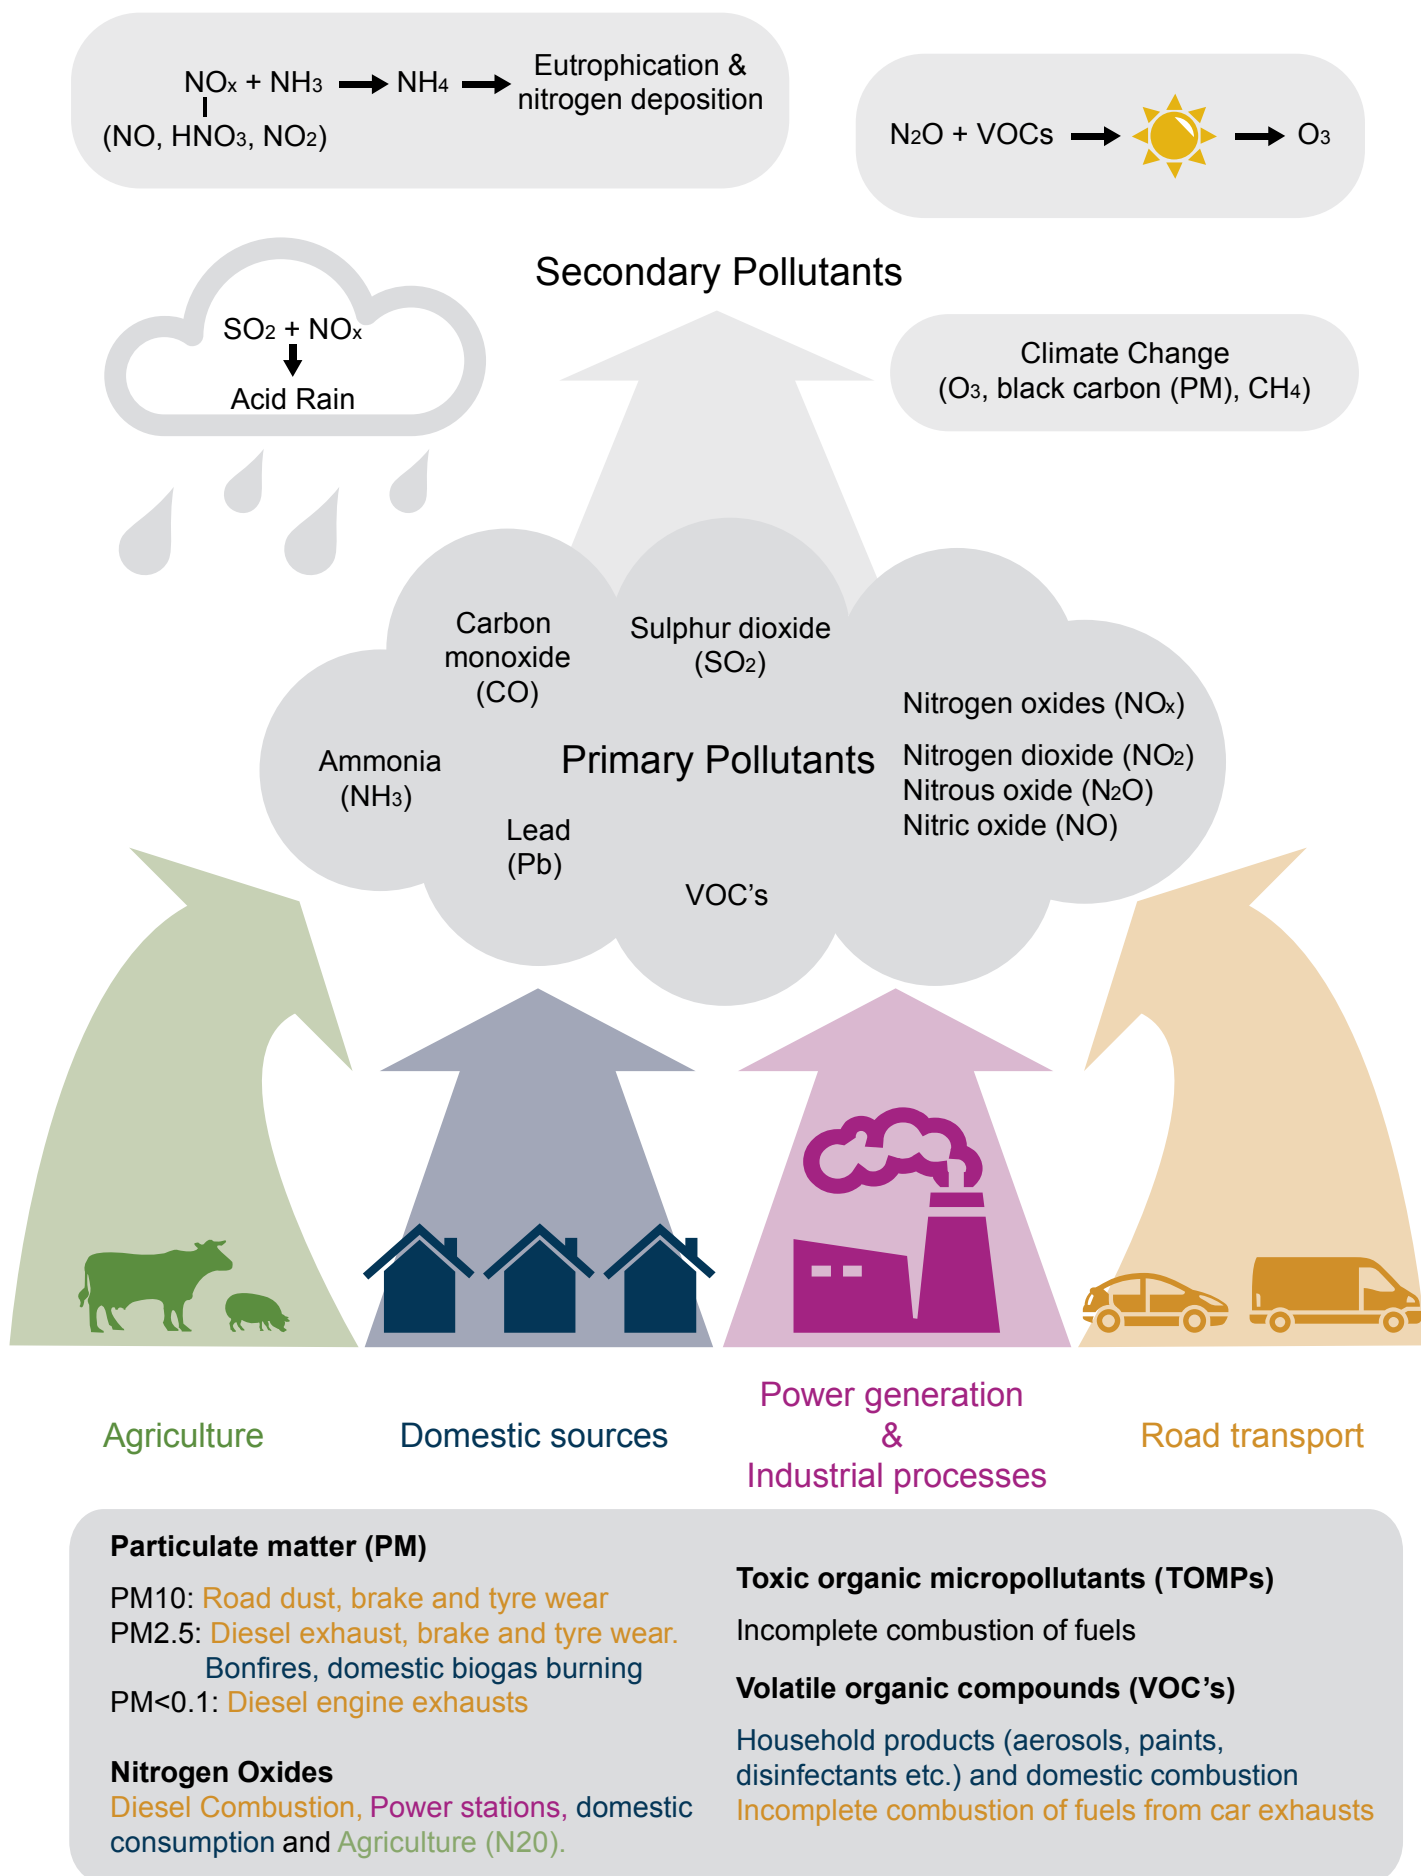 NOx + NH3 → NH4 → Eutrophication &
nitrogen deposition
(NO, HNO3, NO2)
N2O + VOCs → → O3
Secondary Pollutants
SO2 + NOx
Acid Rain
Climate Change
(O3, black carbon (PM), CH4)
Carbon
monoxide
(CO)
Sulphur dioxide
(SO2)
Nitrogen oxides (NOx)
Nitrogen dioxide (NO2)
Nitrous oxide (N2O)
Nitric oxide (NO)
Primary Pollutants
Ammonia
(NH3)
Lead
(Pb)
VOC's
Agriculture
Domestic sources
Power generation
&
Industrial processes
Road transport
Particulate matter (PM)
PM10: Road dust, brake and tyre wear
PM2.5: Diesel exhaust, brake and tyre wear.
Bonfires, domestic biogas burning
PM<0.1: Diesel engine exhausts
Nitrogen Oxides
Diesel Combustion, Power stations, domestic
consumption and Agriculture (N20).
Toxic organic micropollutants (TOMPs)
Incomplete combustion of fuels
Volatile organic compounds (VOC's)
Household products (aerosols, paints,
disinfectants etc.) and domestic combustion
Incomplete combustion of fuels from car exhausts